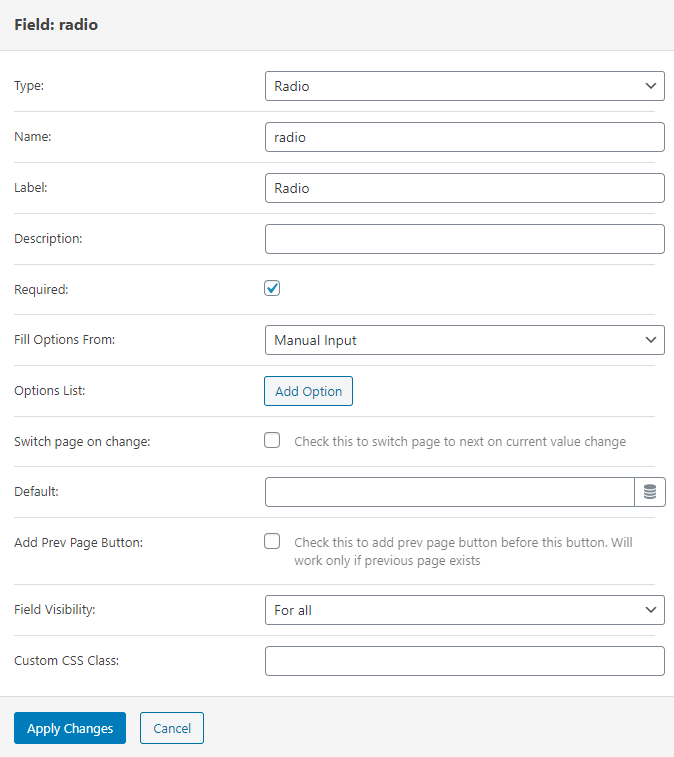 Field: radio
Type:
Radio
Name:
radio
Label:
Radio
Description:
Required:
Fill Options From:
Manual Input
Options List:
Add Option
Switch page on change:
Check this to switch page to next on current value change
Default:
Add Prev Page Button:
Check this to add prev page button before this button. Will
work only if previous page exists
Field Visibility:
For all
Custom CSS Class:
Apply Changes
Cancel